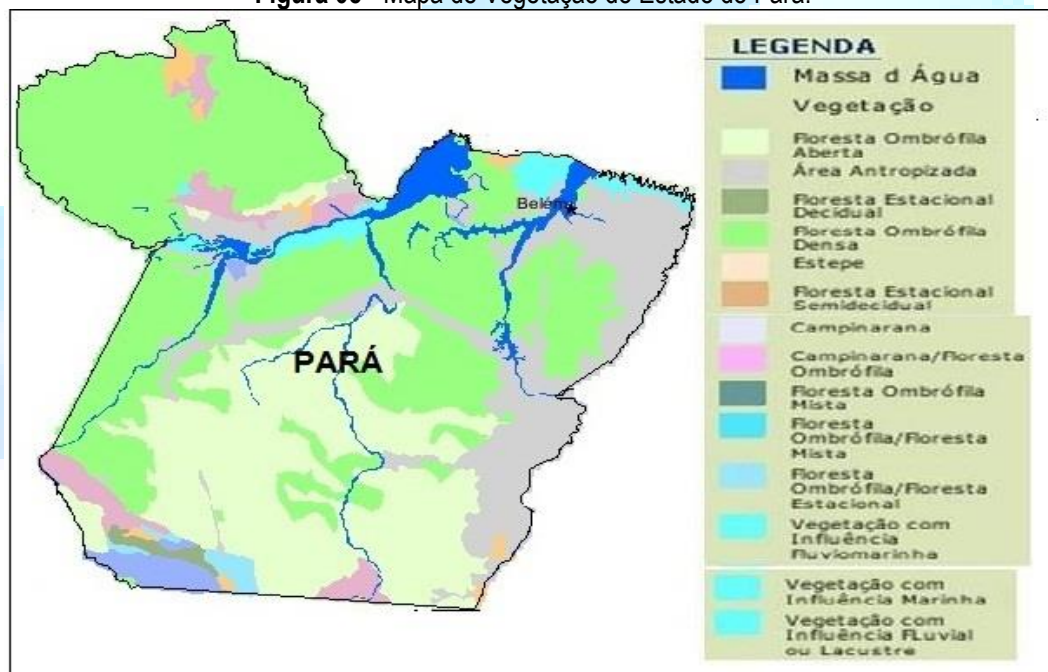 Mapa de Vegetação do Estado do Pará.
LEGENDA
Massa d Água
Vegetação
Floresta Ombrófila
Aberta
Área Antropizada
Floresta Estacional
Decidual
Floresta Ombrófila
Densa
Estepe
Floresta Estacional
Semidecidual
Campinarana
Campinarana/Floresta
Ombrófila
Floresta Ombrófila
Mista
Floresta
Ombrófila/Floresta
Mista
Floresta
Ombrófila/Floresta
Estacional
Vegetação com
Influência
Fluviomarinha
Vegetação com
Influência Marinha
Vegetação com
Influência FLuvial
ou Lacustre
Belém
PARÁ